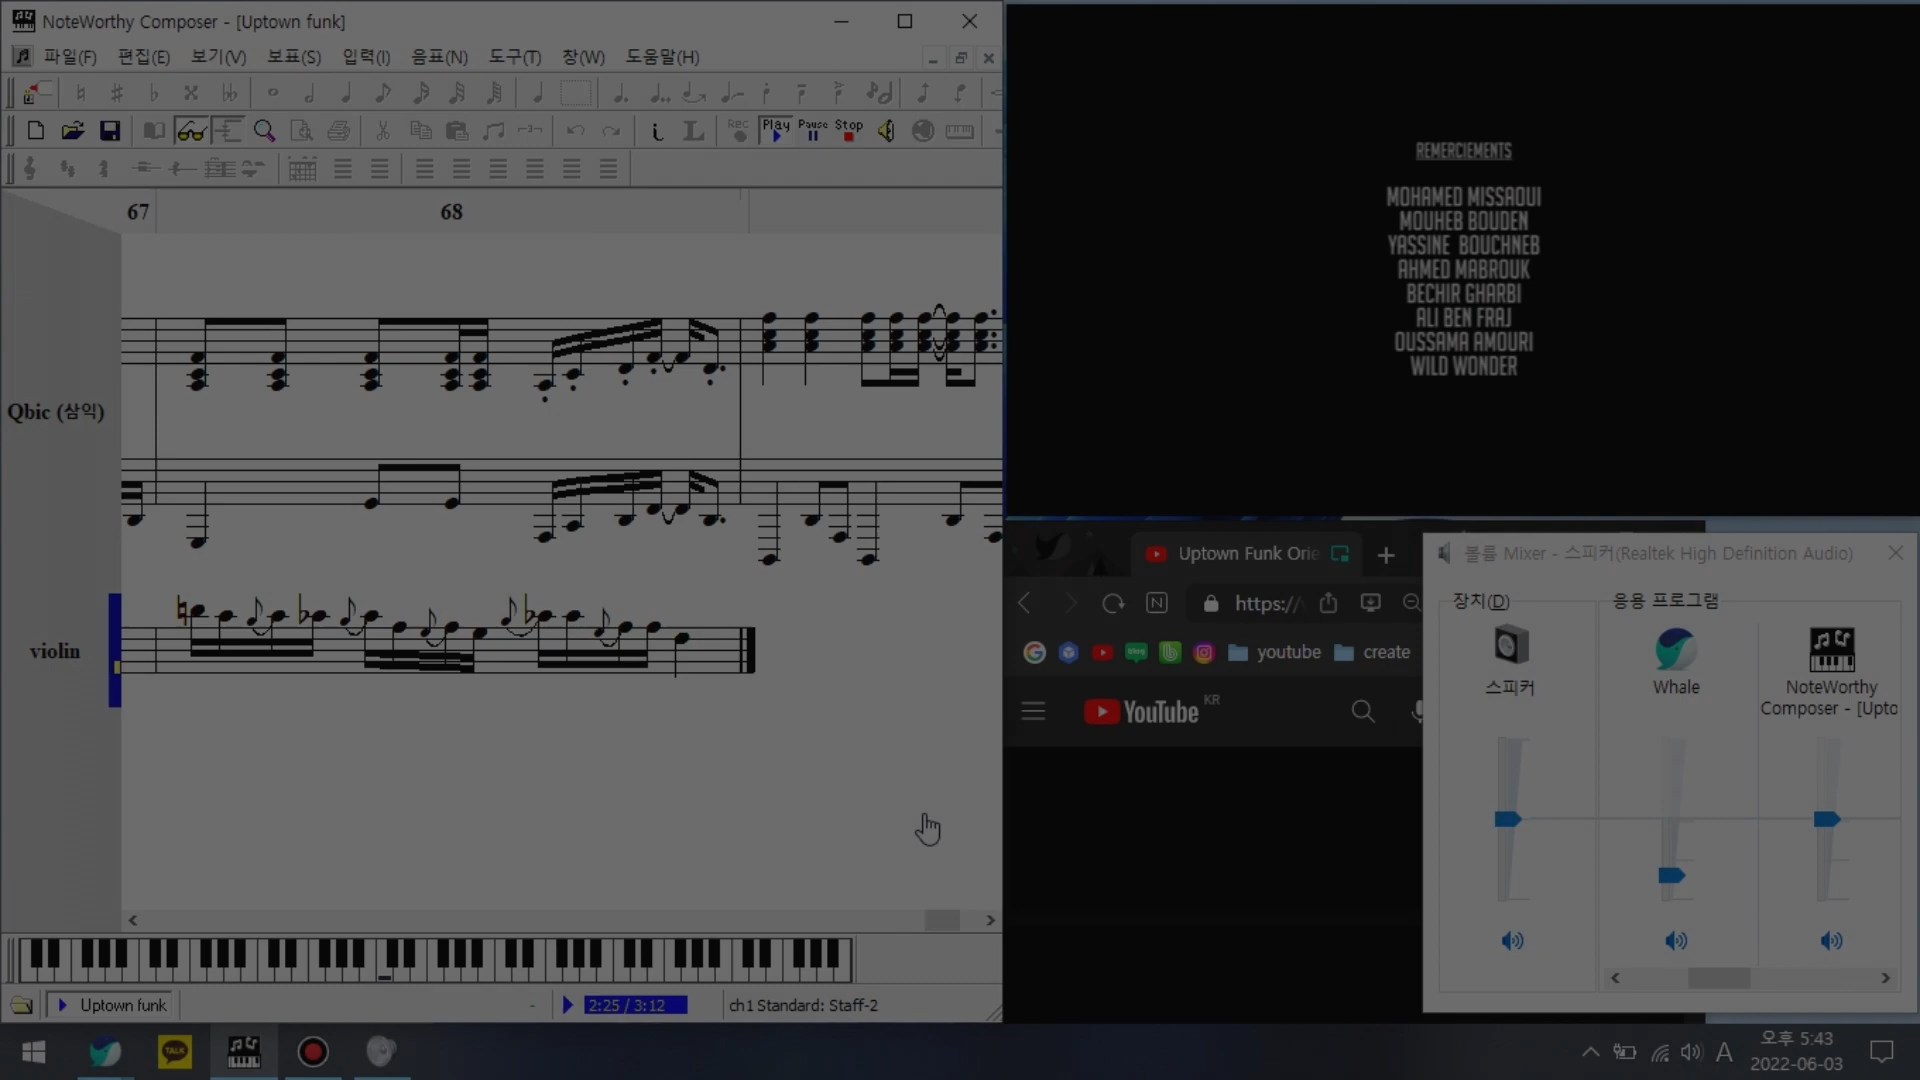 NoteWorthy Composer - [Uptown funk]
파일(F) 편집(E) 보기(V) 보표(S) 입력(I) 음표(N) 도구(T) 창(W) 도움말(H)
Rec Play Pause Stop
67 68
Qbic (삼익)
violin
Uptown funk
-
2:25 / 3:12
ch1 Standard: Staff-2
REMERCIEMENTS
MOHAMED MISSAOUI
MOUHEB BOUDEN
YASSINE BOUCHNEB
AHMED MABROUK
BECHIR GHARBI
ALI BEN FRAJ
OUSSAMA AMOURI
WILD WONDER
Uptown Funk Orie
https://
youtube create
YouTube KR
볼륨 Mixer - 스피커(Realtek High Definition Audio)
장치(D) 응용 프로그램
스피커
Whale
NoteWorthy
Composer - [Upto
TALK
A
오후 5:43
2022-06-03